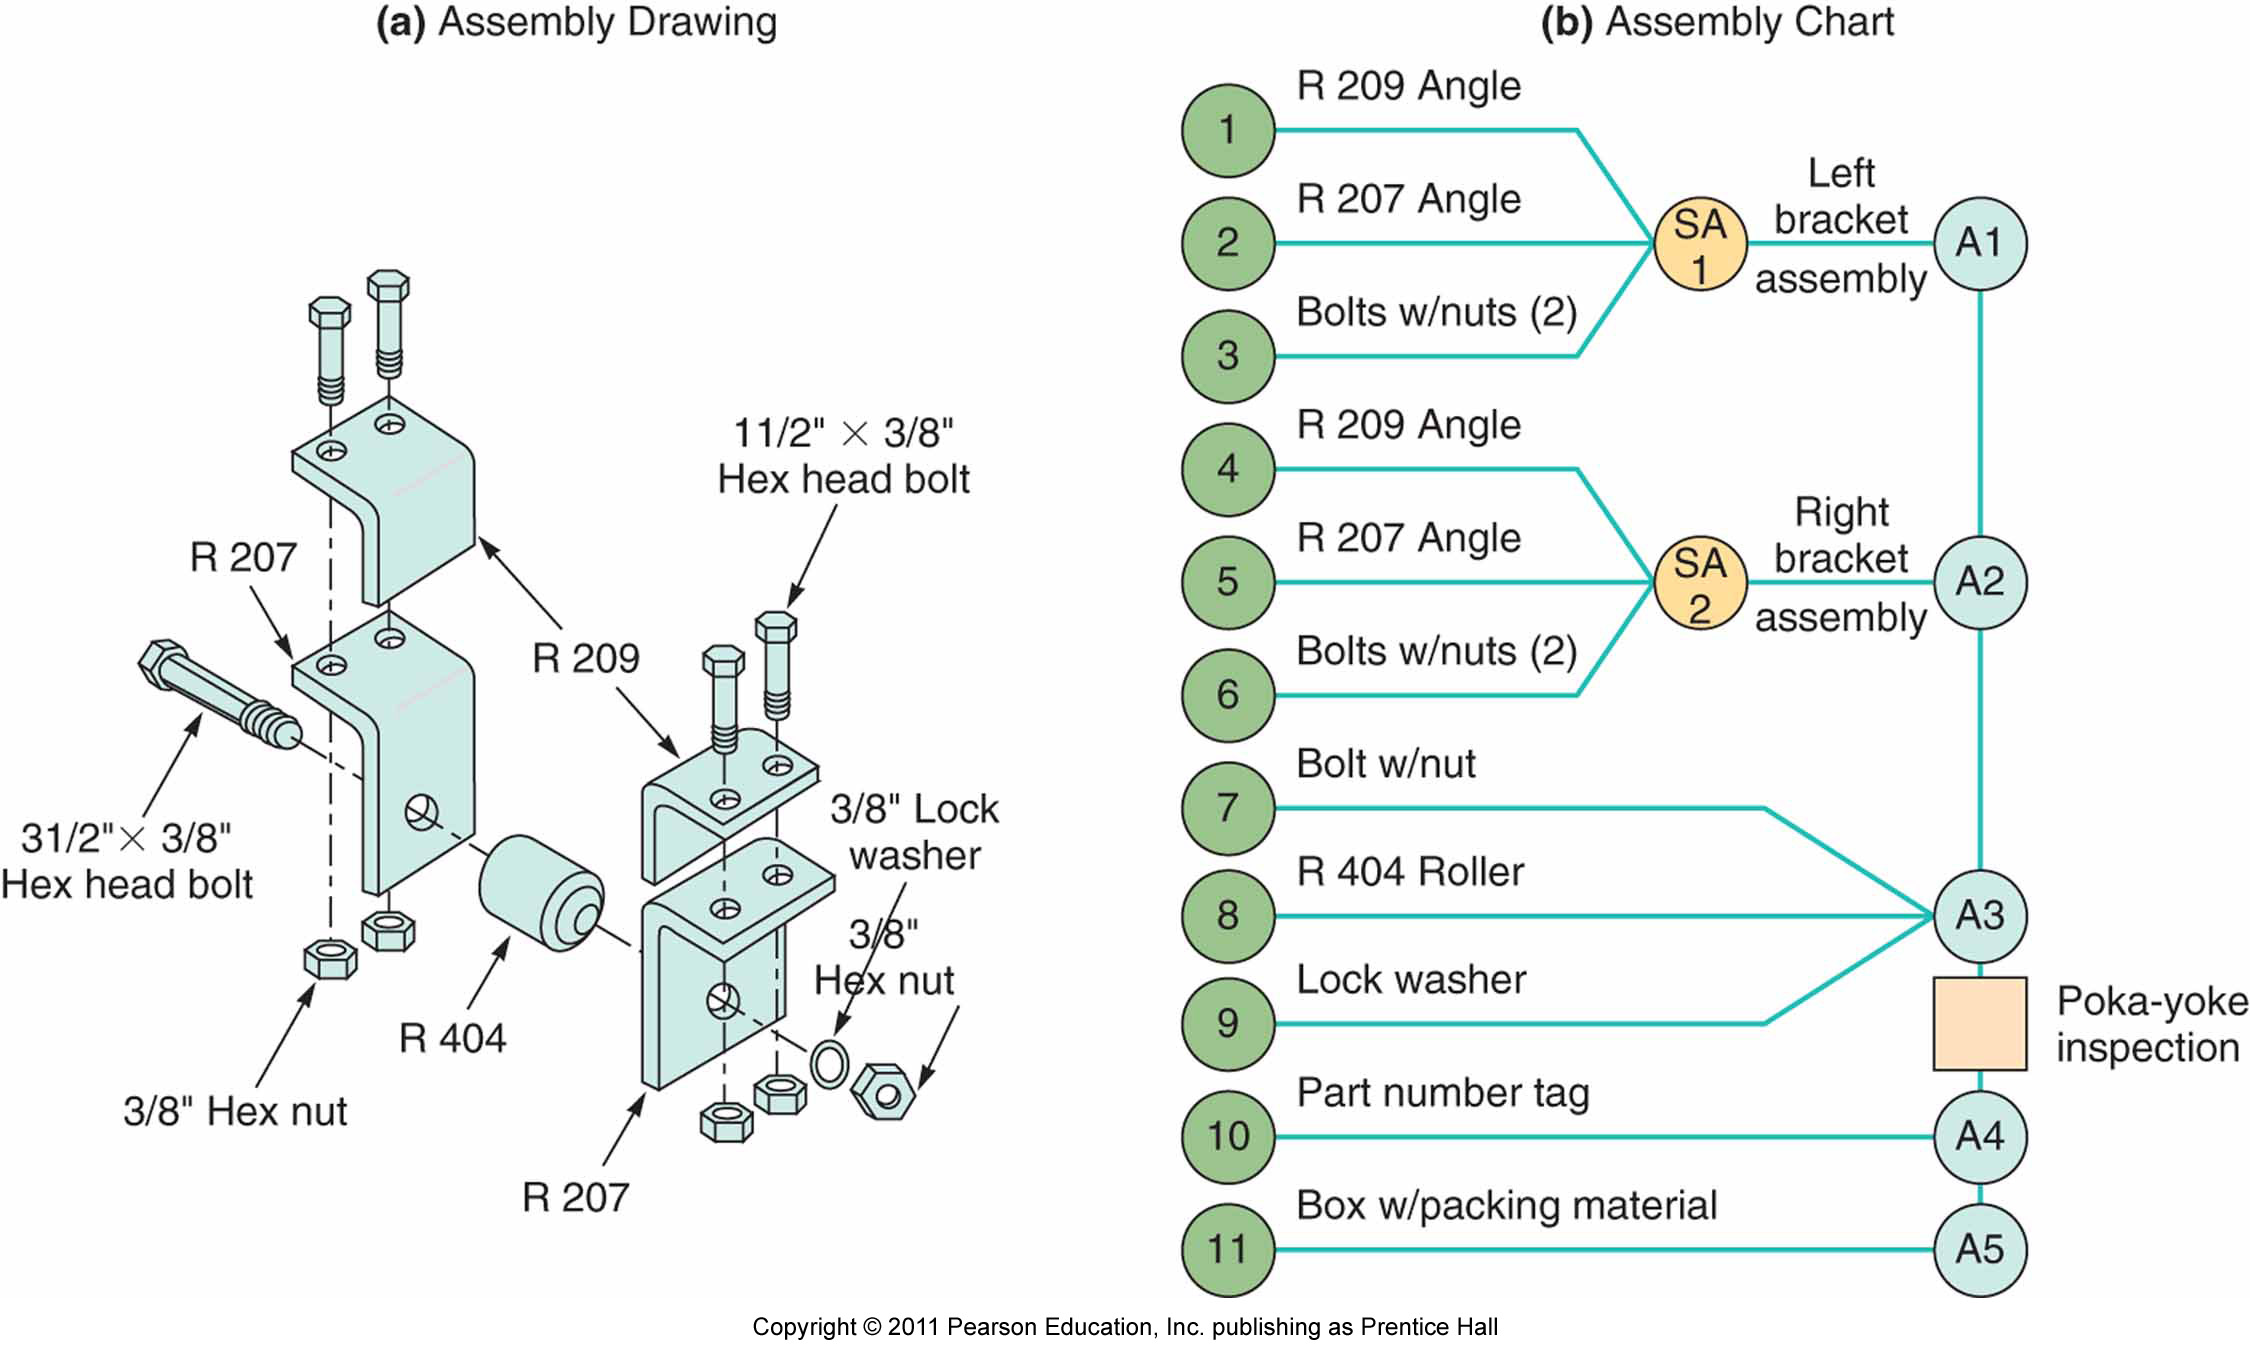 (a) Assembly Drawing
R 207
11/2" × 3/8"
Hex head bolt
R 209
31/2"× 3/8"
Hex head bolt
3/8" Lock
washer
3/8"
Hex nut
R 404
3/8" Hex nut
R 207
(b) Assembly Chart
1
R 209 Angle
2
R 207 Angle
3
Bolts w/nuts (2)
SA
1
Left
bracket
assembly
A1
4
R 209 Angle
5
R 207 Angle
6
Bolts w/nuts (2)
SA
2
Right
bracket
assembly
A2
7
Bolt w/nut
8
R 404 Roller
9
Lock washer
A3
Poka-yoke
inspection
10
Part number tag
A4
11
Box w/packing material
A5
Copyright © 2011 Pearson Education, Inc. publishing as Prentice Hall